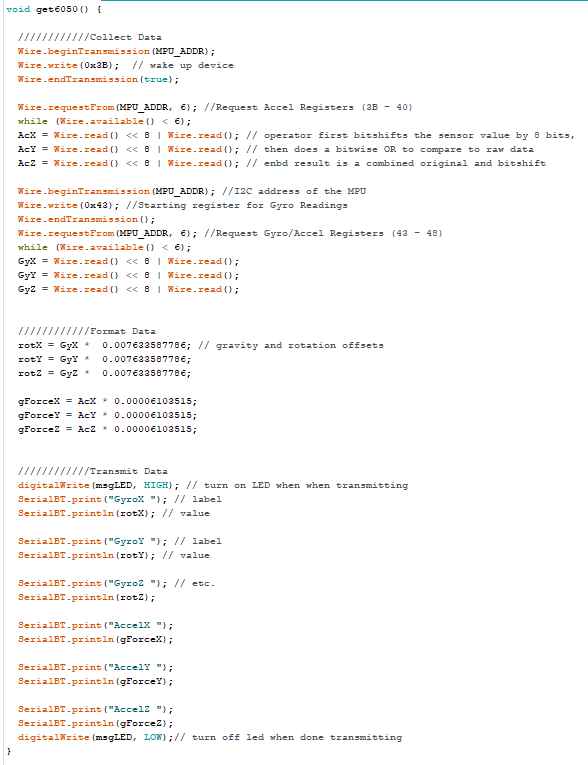 void get6050() {
////////////Collect Data
Wire.beginTransmission(MPU_ADDR);
Wire.write(0x3B);  // wake up device
Wire.endTransmission(true);
Wire.requestFrom(MPU_ADDR, 6); //Request Accel Registers (3B - 40)
while (Wire.available() < 6);
AcX = Wire.read() << 8 | Wire.read(); // operator first bitshifts the sensor value by 8 bits,
AcY = Wire.read() << 8 | Wire.read(); // then does a bitwise OR to compare to raw data
AcZ = Wire.read() << 8 | Wire.read(); // enbd result is a combined original and bitshift
Wire.beginTransmission(MPU_ADDR); //I2C address of the MPU
Wire.write(0x43); //Starting register for Gyro Readings
Wire.endTransmission();
Wire.requestFrom(MPU_ADDR, 6); //Request Gyro/Accel Registers (43 - 48)
while (Wire.available() < 6);
GyX = Wire.read() << 8 | Wire.read();
GyY = Wire.read() << 8 | Wire.read();
GyZ = Wire.read() << 8 | Wire.read();
////////////Format Data
rotX = GyX *  0.007633587786; // gravity and rotation offsets
rotY = GyY *  0.007633587786;
rotZ = GyZ *  0.007633587786;
gForceX = AcX * 0.00006103515;
gForceY = AcY * 0.00006103515;
gForceZ = AcZ * 0.00006103515;
////////////Transmit Data
digitalWrite(msgLED, HIGH); // turn on LED when when transmitting
SerialBT.print("GyroX "); // label
SerialBT.println(rotX); // value
SerialBT.print("GyroY "); // label
SerialBT.println(rotY); // value
SerialBT.print("GyroZ "); // etc.
SerialBT.println(rotZ);
SerialBT.print("AccelX ");
SerialBT.println(gForceX);
SerialBT.print("AccelY ");
SerialBT.println(gForceY);
SerialBT.print("AccelZ ");
SerialBT.println(gForceZ);
digitalWrite(msgLED, LOW);// turn off led when done transmitting
}